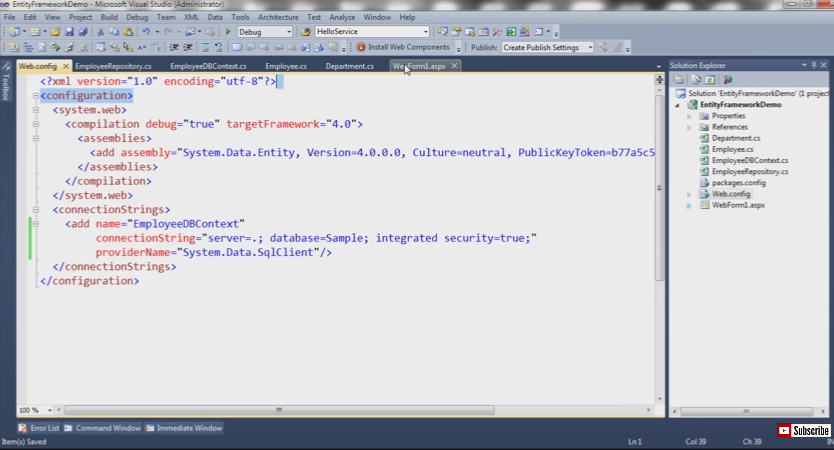 EntityFrameworkDemo - Microsoft Visual Studio (Administrator)
File Edit View Project Build Debug Team XML Data Tools Architecture Test Analyze Window Help
Debug HelloService
Install Web Components Publish: Create Publish Settings
Toolbox
Web.config EmployeeRepository.cs EmployeeDBContext.cs Employee.cs Department.cs WebForm1.aspx
<?xml version="1.0" encoding="utf-8"?>
<configuration>
<system.web>
<compilation debug="true" targetFramework="4.0">
<assemblies>
<add assembly="System.Data.Entity, Version=4.0.0.0, Culture=neutral, PublicKeyToken=b77a5c5
</assemblies>
</compilation>
</system.web>
<connectionStrings>
<add name="EmployeeDBContext"
connectionString="server=.; database=Sample; integrated security=true;"
providerName="System.Data.SqlClient"/>
</connectionStrings>
</configuration>
100 %
Solution Explorer
Solution 'EntityFrameworkDemo' (1 projec
EntityFrameworkDemo
Properties
References
Department.cs
Employee.cs
EmployeeDBContext.cs
EmployeeRepository.cs
packages.config
Web.config
WebForm1.aspx
Error List Command Window Immediate Window
Subscribe
Item(s) Saved Ln 1 Col 39 Ch 39 IN